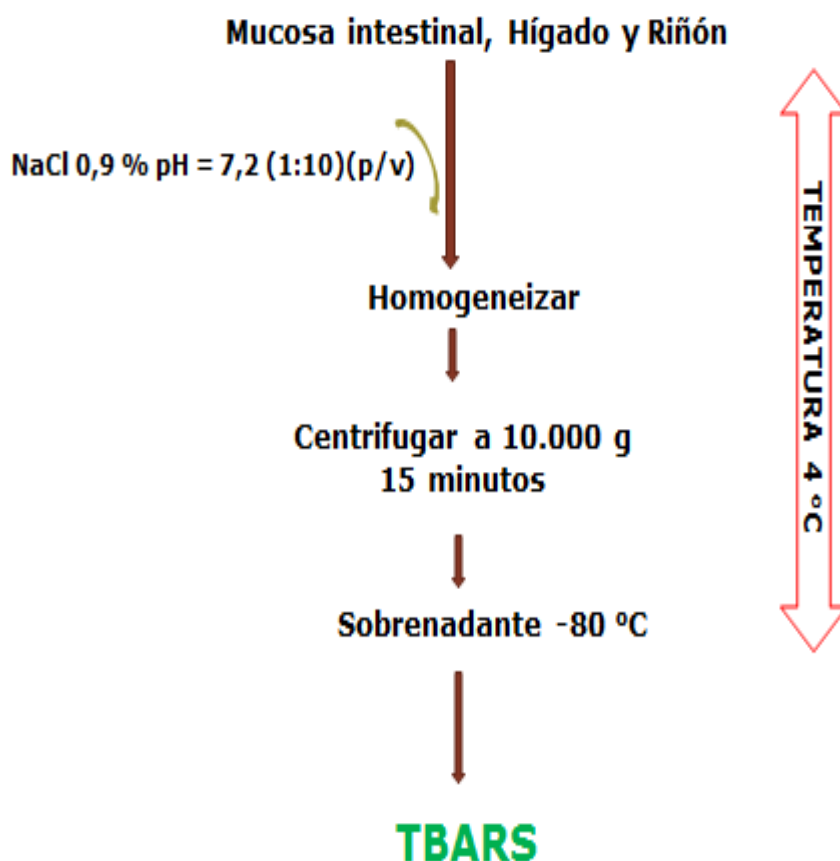 Mucosa intestinal, Hígado y Riñón
NaCl 0,9 % pH = 7,2 (1:10)(p/v)
Homogeneizar
Centrifugar a 10.000 g
15 minutos
Sobrenadante -80 ºC
TBARS
TEMPERATURA 4 ºC